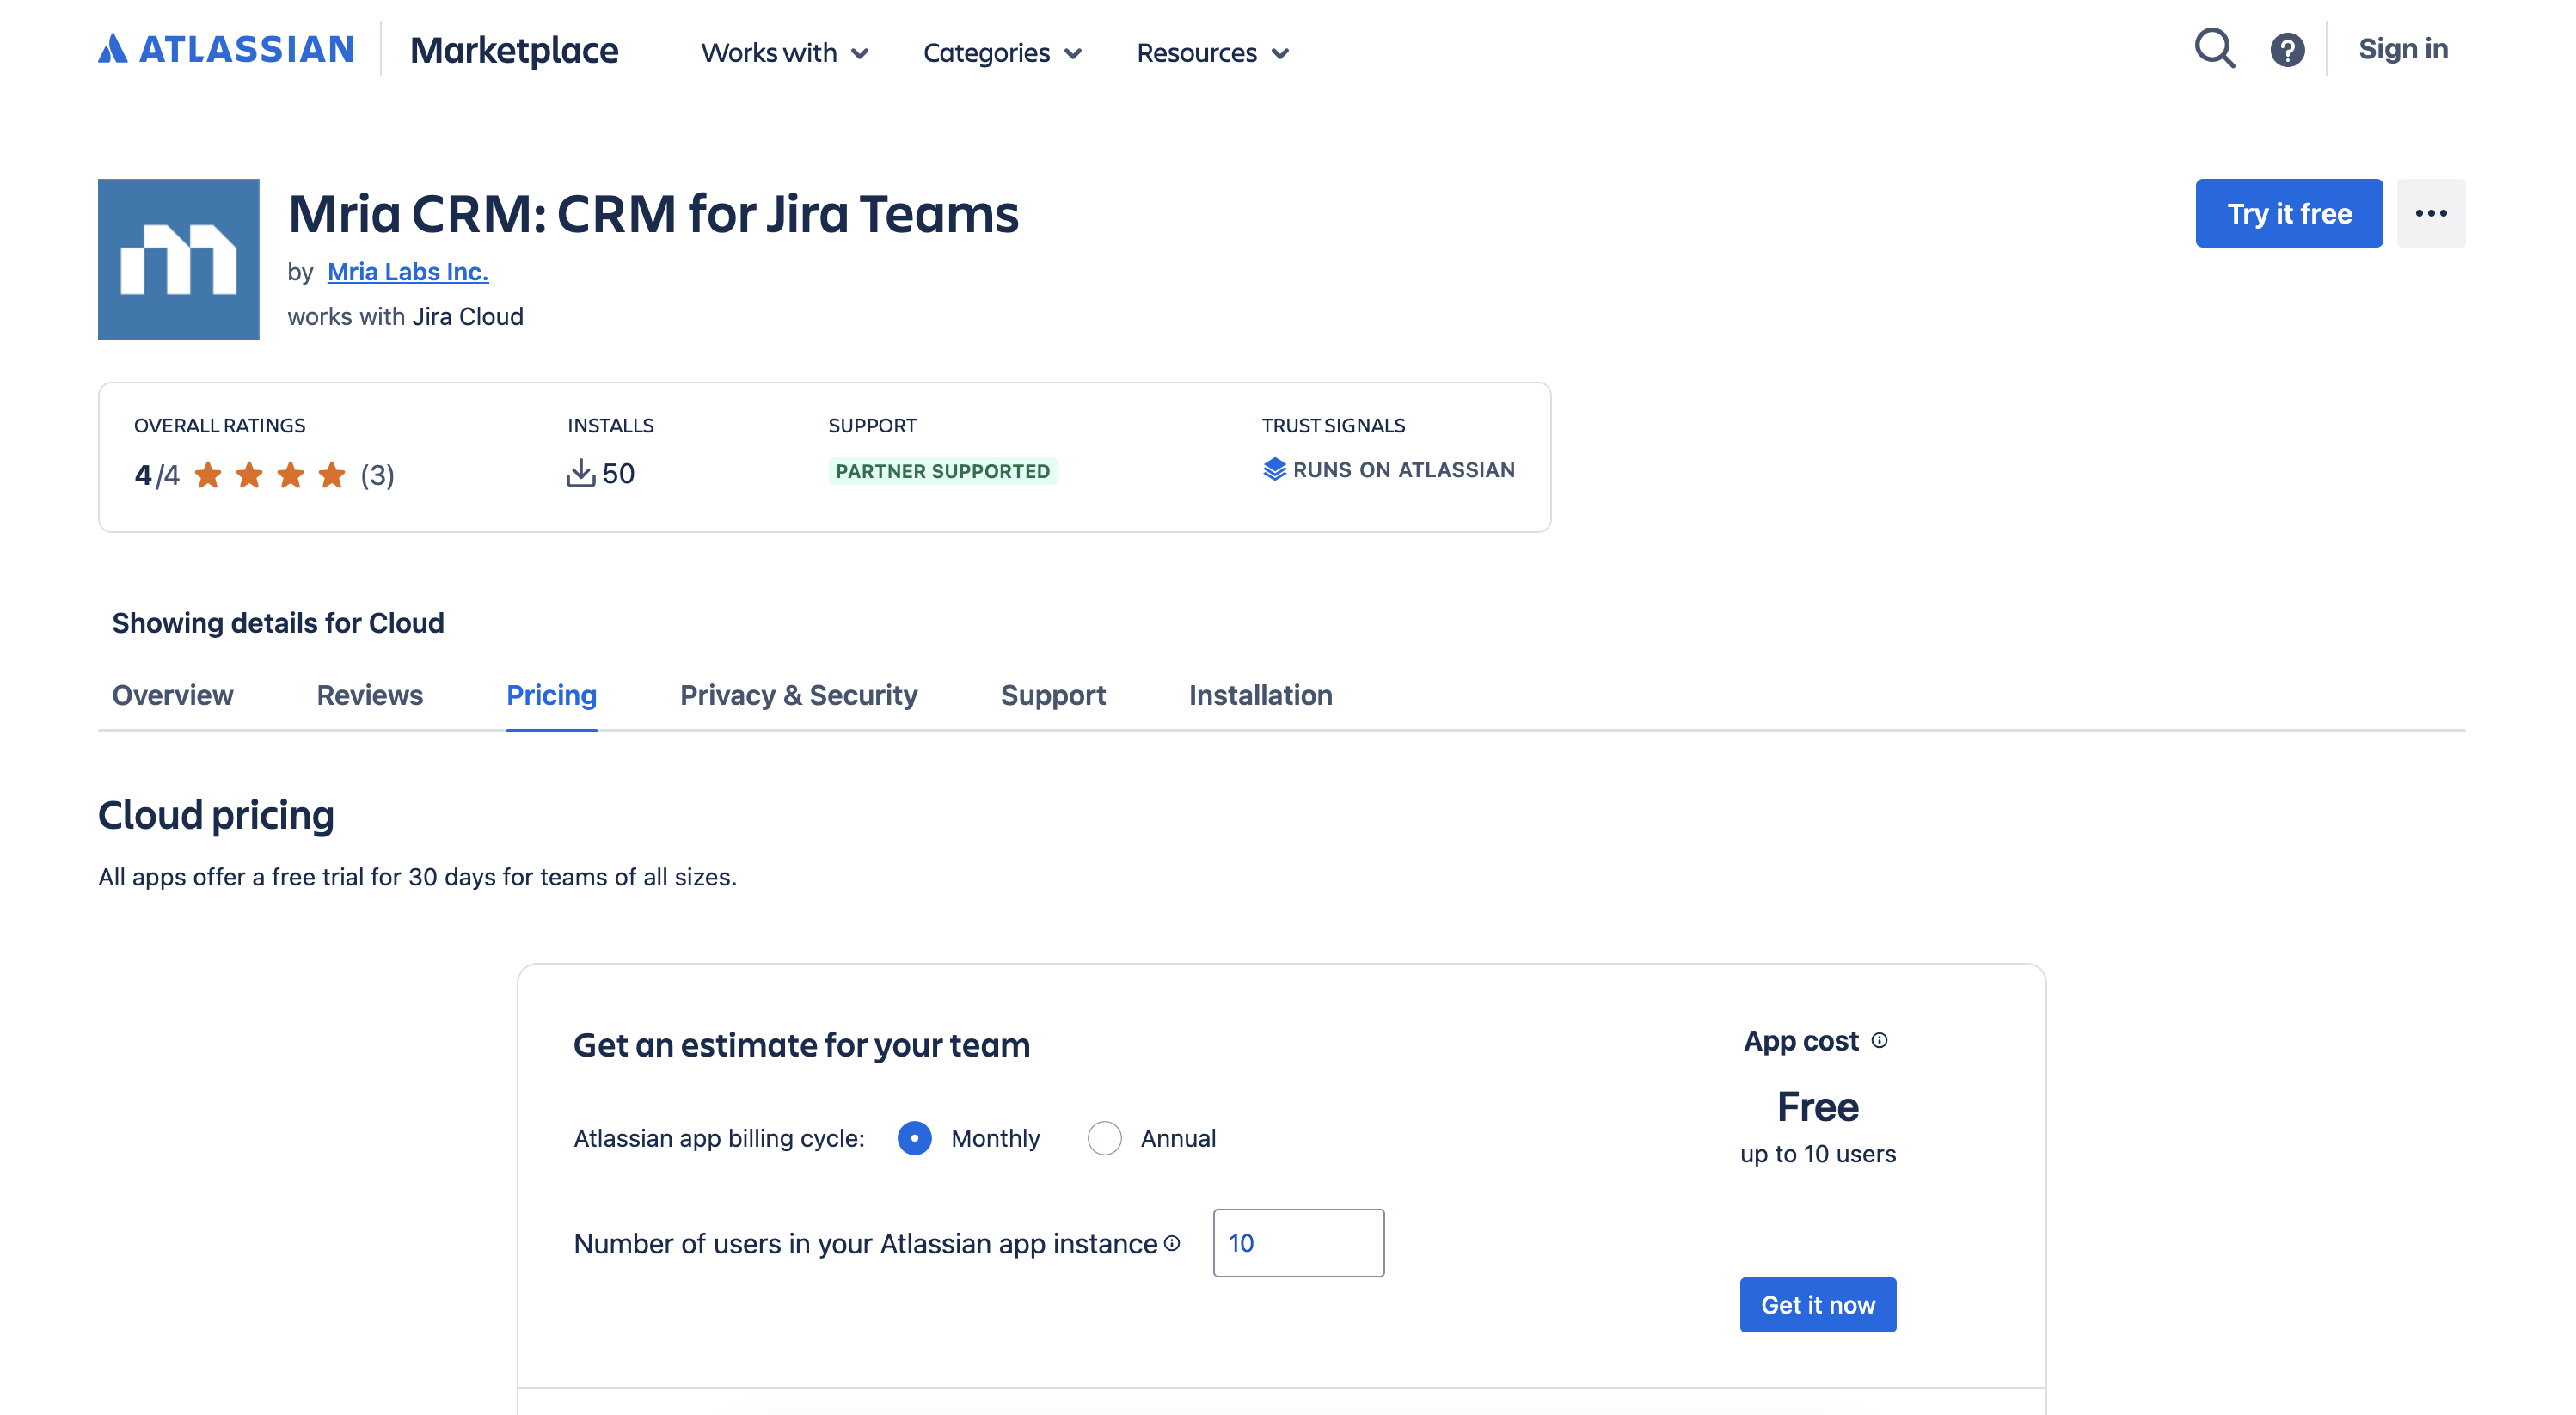 ATLASSIAN Marketplace Works with Categories Resources Sign in
Mria CRM: CRM for Jira Teams
Try it free
by Mria Labs Inc.
works with Jira Cloud
OVERALL RATINGS INSTALLS SUPPORT TRUST SIGNALS
4/4 (3) 50 PARTNER SUPPORTED RUNS ON ATLASSIAN
Showing details for Cloud
Overview Reviews Pricing Privacy & Security Support Installation
Cloud pricing
All apps offer a free trial for 30 days for teams of all sizes.
Get an estimate for your team
Atlassian app billing cycle: Monthly Annual
Number of users in your Atlassian app instance 10
App cost
Free
up to 10 users
Get it now